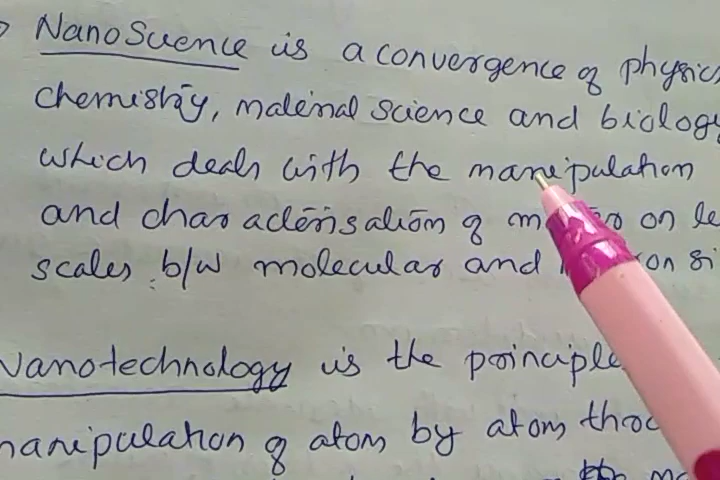 NanoScience is a convergence of physics
chemistry, material science and biology
which deals with the manipulation
and characterisation of on
scales b/w molecular and
Nanotechnology is the principle
manipulation of atom by atom